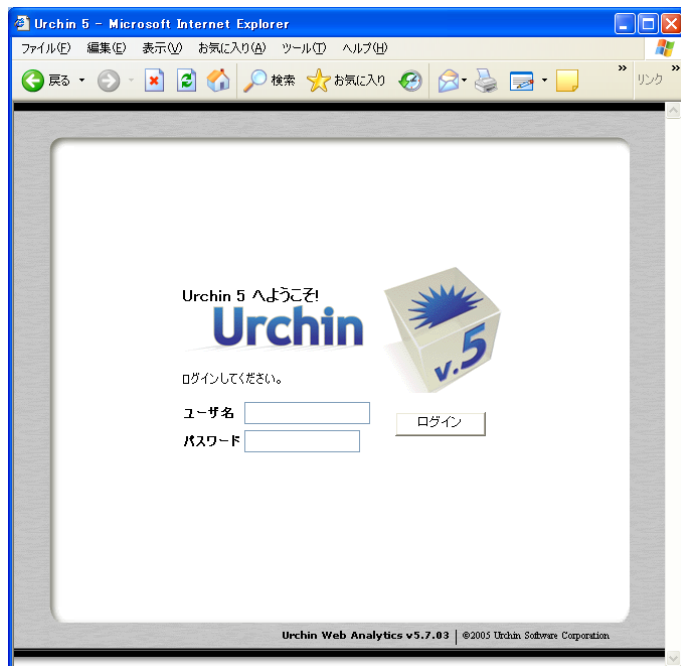 Urchin 5 - Microsoft Internet Explorer
ファイル(F) 編集(E) 表示(V) お気に入り(A) ツール(T) ヘルプ(H)
戻る 検索 お気に入り » リンク »
Urchin 5 へようこそ!
Urchin
v.5
ログインしてください。
ユーザ名
ログイン
パスワード
Urchin Web Analytics v5.7.03 | ©2005 Urchin Software Corporation